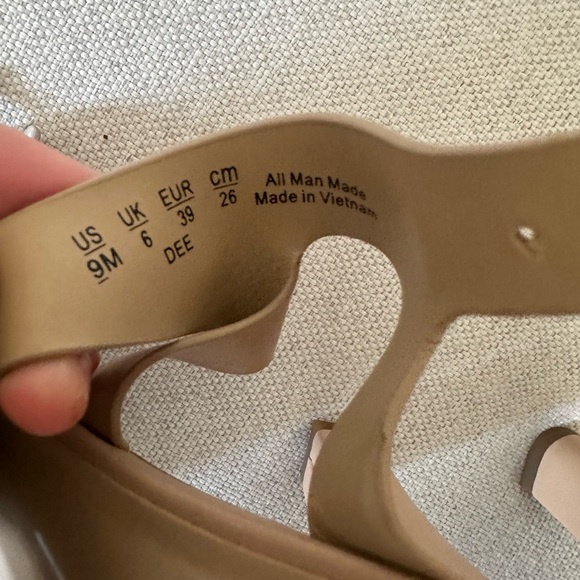 US UK EUR cm
9M 6 39 26
DEE
All Man Made
Made in Vietnam